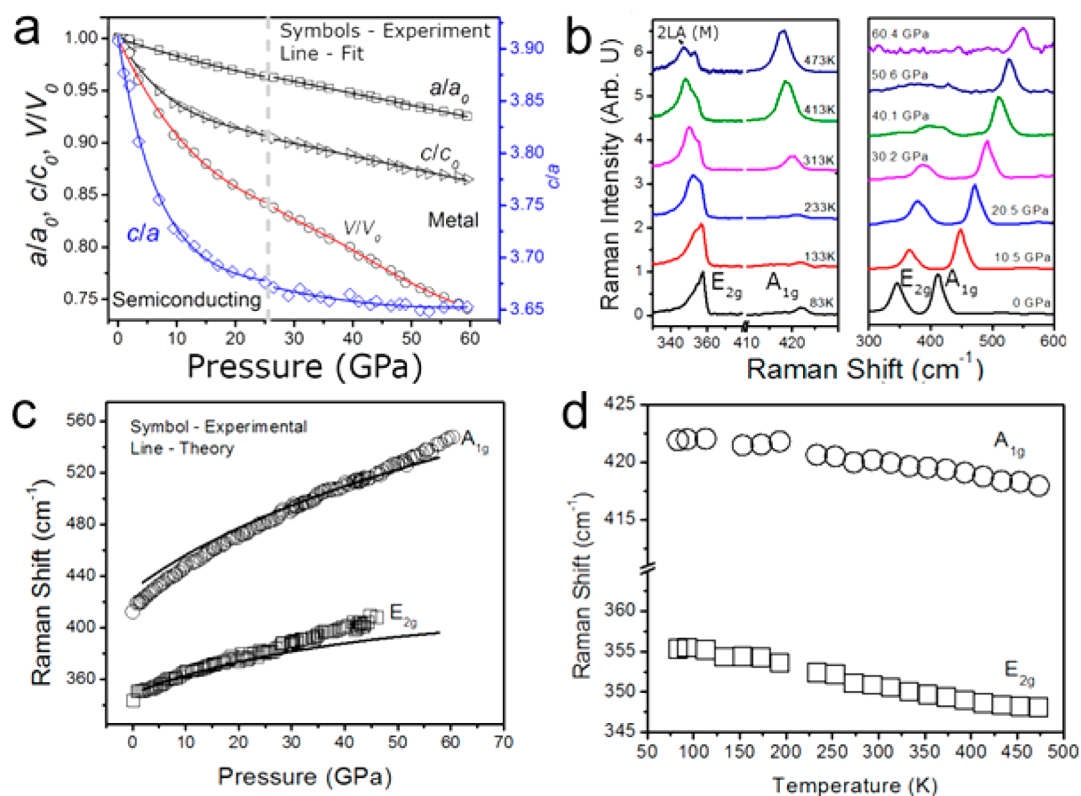 a
Symbols - Experiment
Line - Fit
a/a₀
c/c₀
V/V₀
c/a
Metal
Semiconducting
1.00
0.95
0.90
0.85
0.80
0.75
a/a₀, c/c₀, V/V₀
3.90
3.85
3.80
3.75
3.70
3.65
c/a
0 10 20 30 40 50 60
Pressure (GPa)
b
2LA (M)
473K
413K
313K
233K
133K
83K
E2g
A1g
6
5
4
3
2
1
0
Raman Intensity (Arb. U)
340 360 410 420
60.4 GPa
50 6 GPa
40.1 GPa
30 2 GPa
20 5 GPa
10 5 GPa
0 GPa
E2g
A1g
300 400 500 600
Raman Shift (cm⁻¹)
c
Symbol - Experimental
Line - Theory
A1g
E2g
560
520
480
440
400
360
Raman Shift (cm⁻¹)
0 10 20 30 40 50 60 70
Pressure (GPa)
d
A1g
E2g
425
420
415
360
355
350
345
Raman Shift (cm⁻¹)
50 100 150 200 250 300 350 400 450 500
Temperature (K)